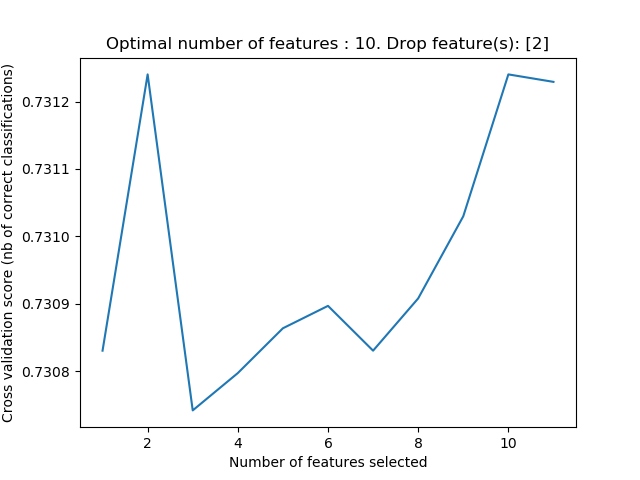 Optimal number of features : 10. Drop feature(s): [2]
Cross validation score (nb of correct classifications)
0.7312
0.7311
0.7310
0.7309
0.7308
2 4 6 8 10
Number of features selected